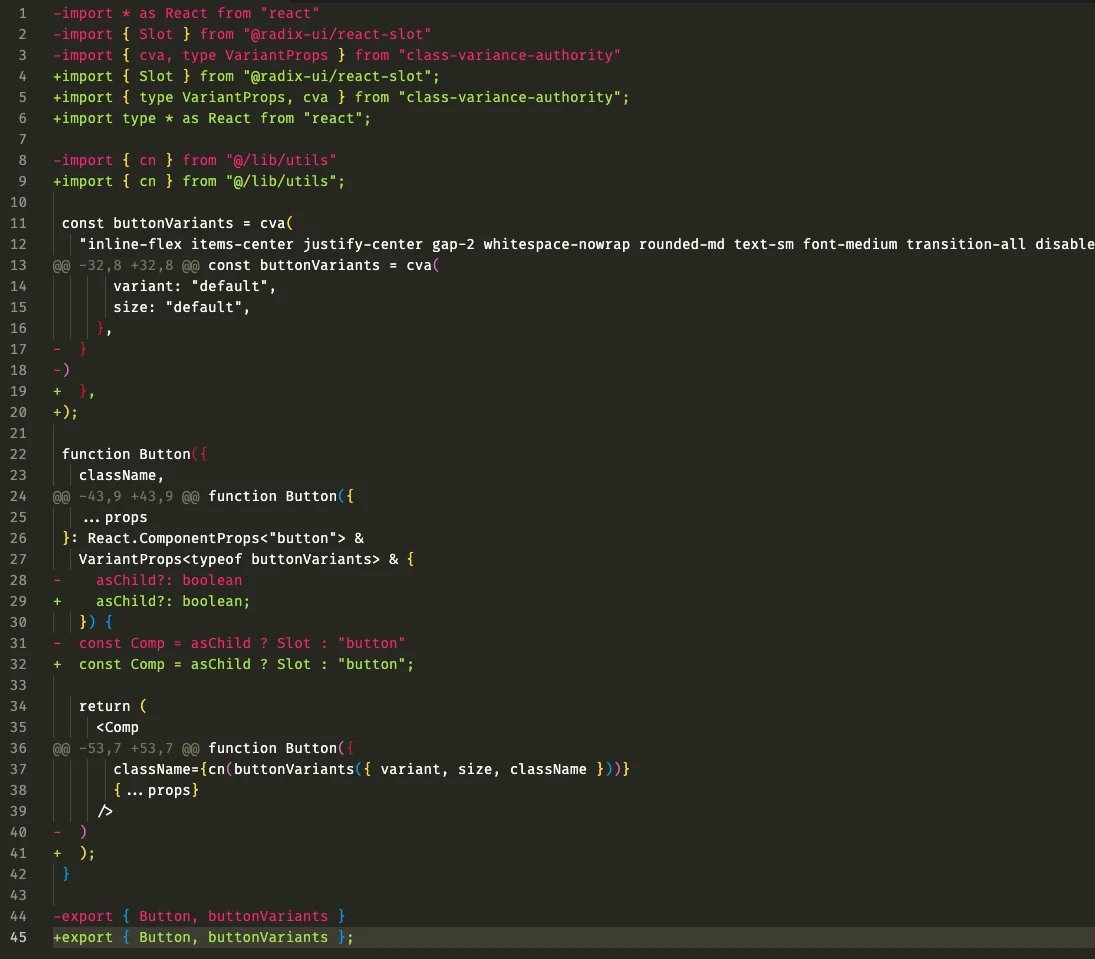 1 -import * as React from "react"
2 -import { Slot } from "@radix-ui/react-slot"
3 -import { cva, type VariantProps } from "class-variance-authority"
4 +import { Slot } from "@radix-ui/react-slot";
5 +import { type VariantProps, cva } from "class-variance-authority";
6 +import type * as React from "react";
7
8 -import { cn } from "@/lib/utils"
9 +import { cn } from "@/lib/utils";
10
11  const buttonVariants = cva(
12    "inline-flex items-center justify-center gap-2 whitespace-nowrap rounded-md text-sm font-medium transition-all disable
13 @@ -32,8 +32,8 @@ const buttonVariants = cva(
14        variant: "default",
15        size: "default",
16      },
17 -  }
18 -)
19 +  },
20 +);
21
22  function Button({
23    className,
24 @@ -43,9 +43,9 @@ function Button({
25    ...props
26  }: React.ComponentProps<"button"> &
27    VariantProps<typeof buttonVariants> & {
28 -    asChild?: boolean
29 +    asChild?: boolean;
30    }) {
31 -  const Comp = asChild ? Slot : "button"
32 +  const Comp = asChild ? Slot : "button";
33
34    return (
35      <Comp
36 @@ -53,7 +53,7 @@ function Button({
37        className={cn(buttonVariants({ variant, size, className }))}
38        {...props}
39      />
40 -  )
41 +  );
42  }
43
44 -export { Button, buttonVariants }
45 +export { Button, buttonVariants };